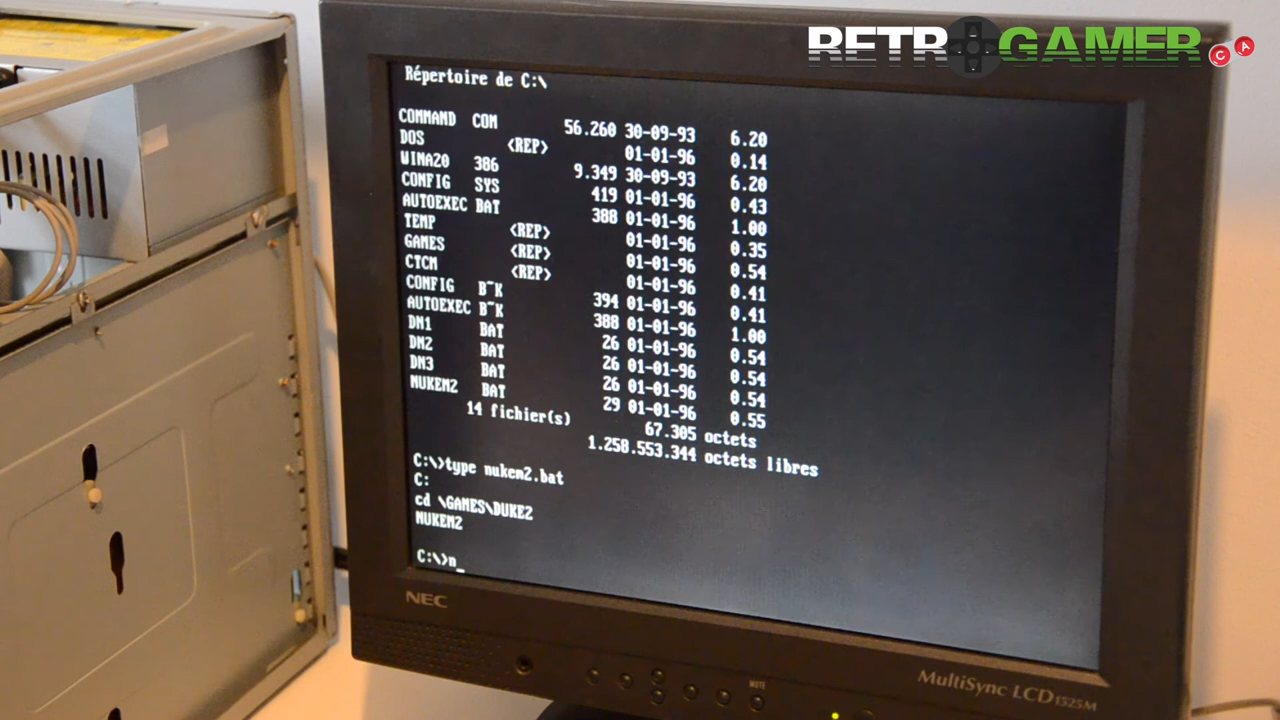 RETROGAMER CA
Répertoire de C:\
COMMAND COM 56.260 30-09-93 6.20
DOS <REP> 01-01-96 0.14
WINA20 386 9.349 30-09-93 6.20
CONFIG SYS 419 01-01-96 0.43
AUTOEXEC BAT 388 01-01-96 1.00
TEMP <REP> 01-01-96 0.35
GAMES <REP> 01-01-96 0.54
CTCM <REP> 01-01-96 0.41
CONFIG B~K 394 01-01-96 0.41
AUTOEXEC B~K 388 01-01-96 1.00
DN1 BAT 26 01-01-96 0.54
DN2 BAT 26 01-01-96 0.54
DN3 BAT 26 01-01-96 0.54
NUKEM2 BAT 29 01-01-96 0.55
14 fichier(s) 67.305 octets
1.258.553.344 octets libres
C:\>type nukem2.bat
C:
cd \GAMES\DUKE2
NUKEM2
C:\>n_
NEC
MUTE
MultiSync LCD 1525M